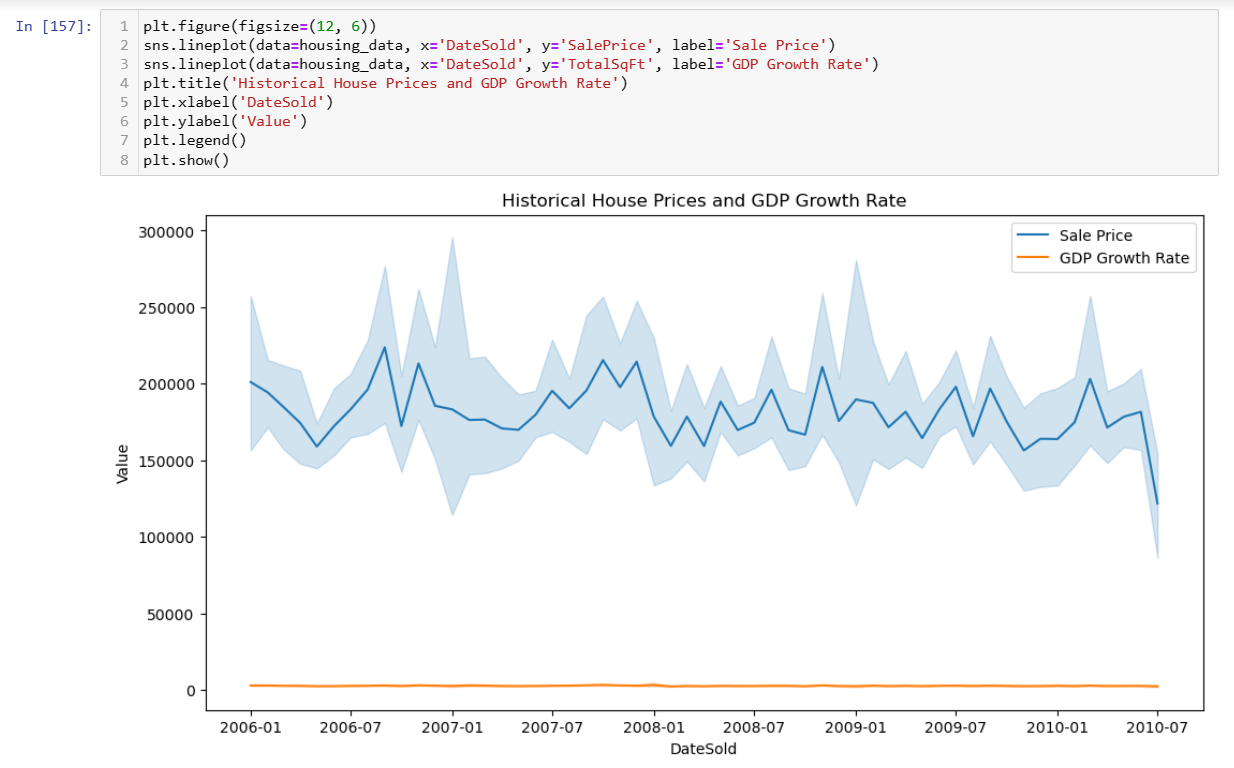 In [157]:
1 plt.figure(figsize=(12, 6))
2 sns.lineplot(data=housing_data, x='DateSold', y='SalePrice', label='Sale Price')
3 sns.lineplot(data=housing_data, x='DateSold', y='TotalSqFt', label='GDP Growth Rate')
4 plt.title('Historical House Prices and GDP Growth Rate')
5 plt.xlabel('DateSold')
6 plt.ylabel('Value')
7 plt.legend()
8 plt.show()
Historical House Prices and GDP Growth Rate
Sale Price
GDP Growth Rate
300000
250000
200000
150000
100000
50000
0
Value
2006-01 2006-07 2007-01 2007-07 2008-01 2008-07 2009-01 2009-07 2010-01 2010-07
DateSold